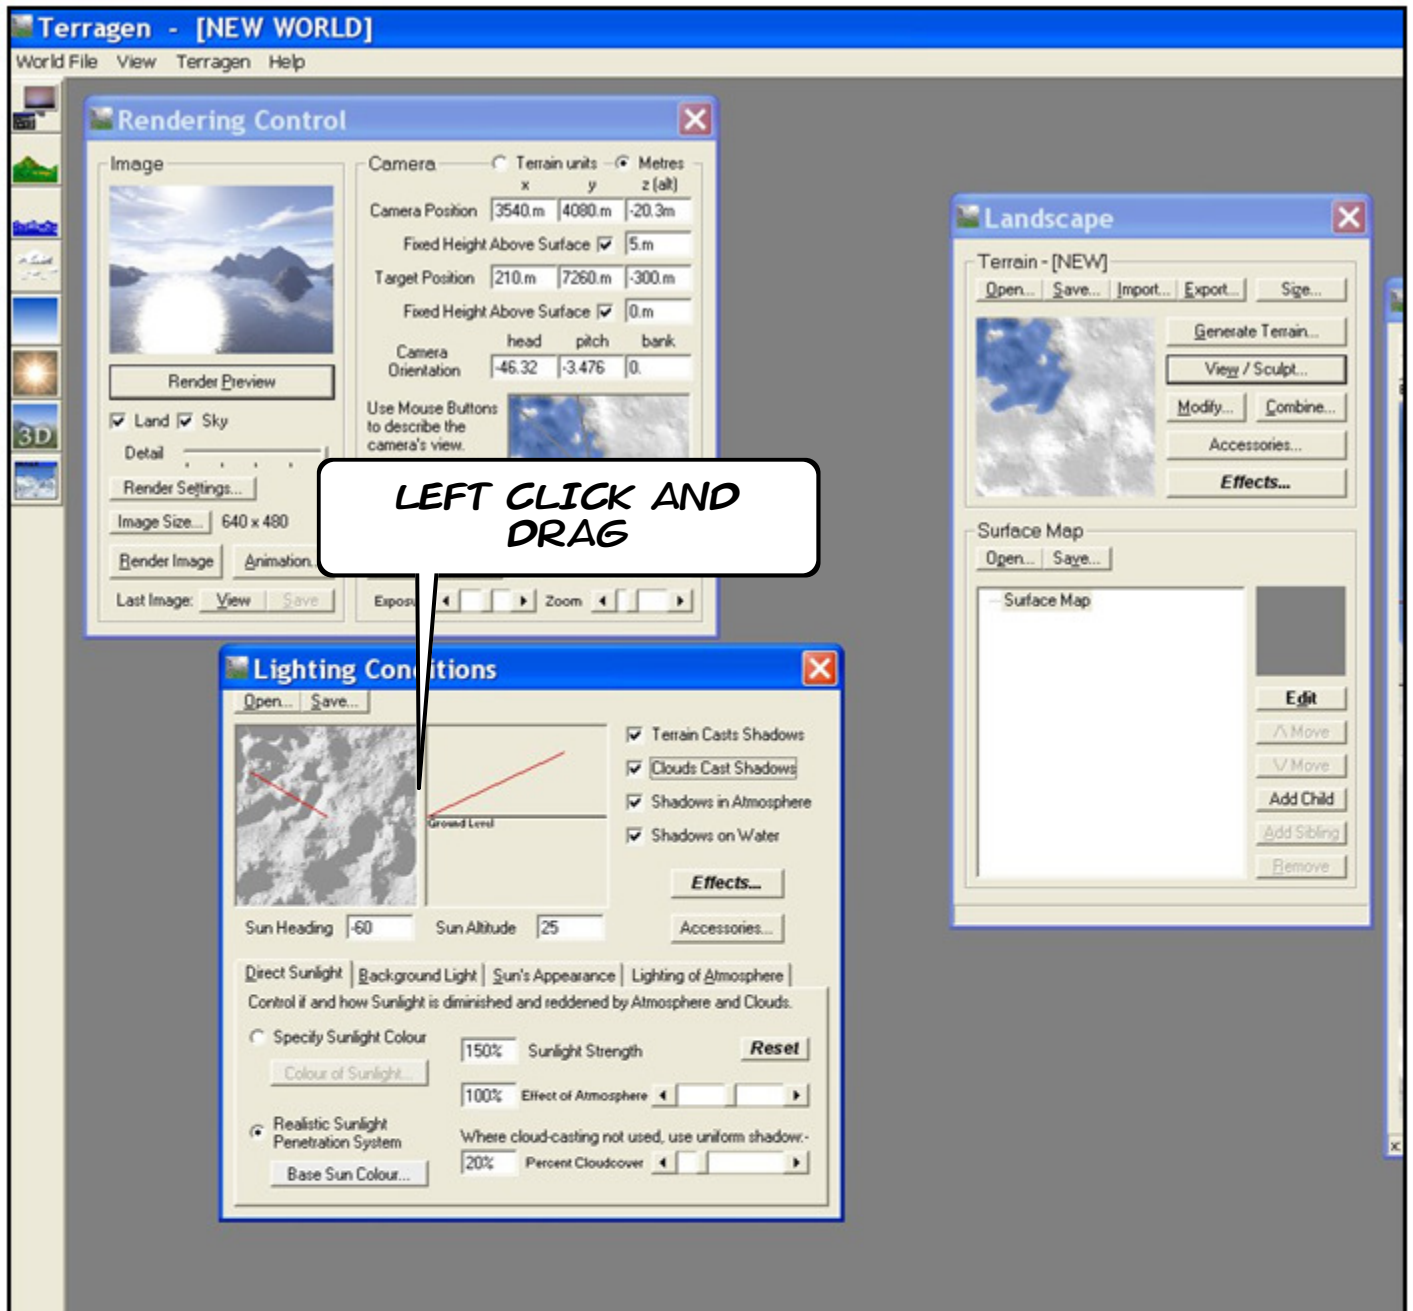 Terragen - [NEW WORLD]
World File View Terragen Help
Rendering Control
Image
Render Preview
Land Sky
Detail
Render Settings...
Image Size... 640 x 480
Render Image Animation...
Last Image: View Save
Camera Terrain units Metres
x y z (alt)
Camera Position 3540.m 4080.m -20.3m
Fixed Height Above Surface 5.m
Target Position 210.m 7260.m -300.m
Fixed Height Above Surface 0.m
head pitch bank
Camera
Orientation -46.32 -3.476 0.
Use Mouse Buttons
to describe the
camera's view.
Zoom
LEFT CLICK AND
DRAG
Landscape
Terrain - [NEW]
Open... Save... Import... Export... Size...
Generate Terrain...
View / Sculpt...
Modify... Combine...
Accessories...
Effects...
Surface Map
Open... Save...
Surface Map
Edit
/\ Move
\/ Move
Add Child
Add Sibling
Remove
Lighting Conditions
Open... Save...
Ground Level
Terrain Casts Shadows
Clouds Cast Shadows
Shadows in Atmosphere
Shadows on Water
Effects...
Accessories...
Sun Heading -60 Sun Altitude 25
Direct Sunlight Background Light Sun's Appearance Lighting of Atmosphere
Control if and how Sunlight is diminished and reddened by Atmosphere and Clouds.
Specify Sunlight Colour
Colour of Sunlight...
Realistic Sunlight
Penetration System
Base Sun Colour...
150% Sunlight Strength Reset
100% Effect of Atmosphere
Where cloud-casting not used, use uniform shadow:-
20% Percent Cloudcover
3D